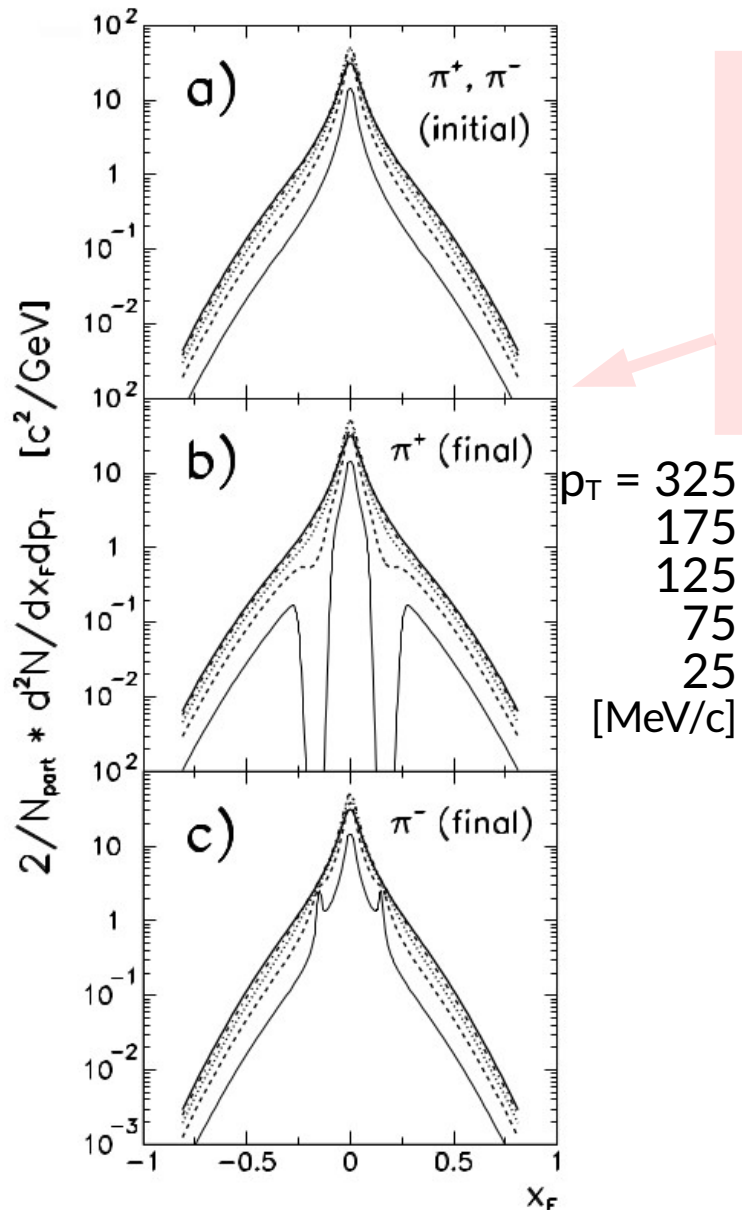 2/N_part * d²N/dx_F dp_T [c²/GeV]
10²
10
1
10⁻¹
10⁻²
10²
a)
π⁺, π⁻
(initial)
10
1
10⁻¹
10⁻²
10²
b)
π⁺ (final)
p_T = 325
175
125
75
25
[MeV/c]
10
1
10⁻¹
10⁻²
10⁻³
c)
π⁻ (final)
-1 -0.5 0 0.5 1
x_F